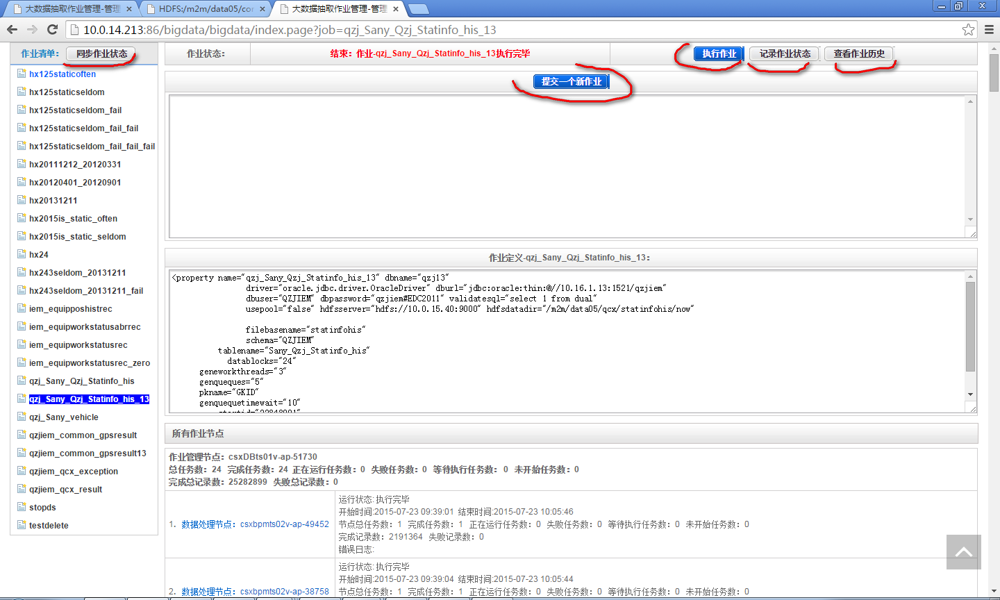 大数据抽取作业管理-管理
HDFS:/m2m/data05/cor
大数据抽取作业管理-管理
10.0.14.213:86/bigdata/bigdata/index.page?job=qzj_Sany_Qzj_Statinfo_his_13
作业清单： 同步作业状态
hx125staticoften
hx125staticseldom
hx125staticseldom_fail
hx125staticseldom_fail_fail
hx125staticseldom_fail_fail_fail
hx20111212_20120331
hx20120401_20120901
hx20131211
hx2015is_static_often
hx2015is_static_seldom
hx24
hx243seldom_20131211
hx243seldom_20131211_fail
iem_equipposhistrec
iem_equipworkstatusabrrec
iem_equipworkstatusrec
iem_equipworkstatusrec_zero
qzj_Sany_Qzj_Statinfo_his
qzj_Sany_Qzj_Statinfo_his_13
qzj_Sany_vehicle
qzjiem_common_gpsresult
qzjiem_common_gpsresult13
qzjiem_qcx_exception
qzjiem_qcx_result
stopds
testdelete
作业状态： 结束：作业-qzj_Sany_Qzj_Statinfo_his_13执行完毕 执行作业 记录作业状态 查看作业历史
提交一个新作业
作业定义-qzj_Sany_Qzj_Statinfo_his_13：
<property name="qzj_Sany_Qzj_Statinfo_his_13" dbname="qzj13"
driver="oracle.jdbc.driver.OracleDriver" dburl="jdbc:oracle:thin:@//10.16.1.13:1521/qzjiem"
dbuser="QZJIEM" dbpassword="qzjiem#EDC2011" validatesql="select 1 from dual"
usepool="false" hdfsserver="hdfs://10.0.15.40:9000" hdfsdatadir="/m2m/data05/qcx/statinfohis/now"
filebasename="statinfohis"
schema="QZJIEM"
tablename="Sany_Qzj_Statinfo_his"
datablocks="24"
geneworkthreads="3"
genqueques="5"
pkname="GKID"
genquequetimewait="10"
所有作业节点
作业管理节点：csxDBts01v-ap-51730
总任务数：24 完成任务数：24 正在运行任务数：0 失败任务数：0 等待执行任务数：0 未开始任务数：0
完成总记录数：25282899 失败总记录数：0
1. 数据处理节点：csxbpmts02v-ap-49452
运行状态:执行完毕
开始时间:2015-07-23 09:39:01 结束时间:2015-07-23 10:05:46
节点总任务数：1 完成任务数：1 正在运行任务数：0 失败任务数：0 等待执行任务数：0 未开始任务数：0
完成记录数：2191364 失败记录数：0
错误日志:
2. 数据处理节点：csxbpmts02v-ap-38758
运行状态:执行完毕
开始时间:2015-07-23 09:39:04 结束时间:2015-07-23 10:05:44
节点总任务数：1 完成任务数：1 正在运行任务数：0 失败任务数：0 等待执行任务数：0 未开始任务数：0